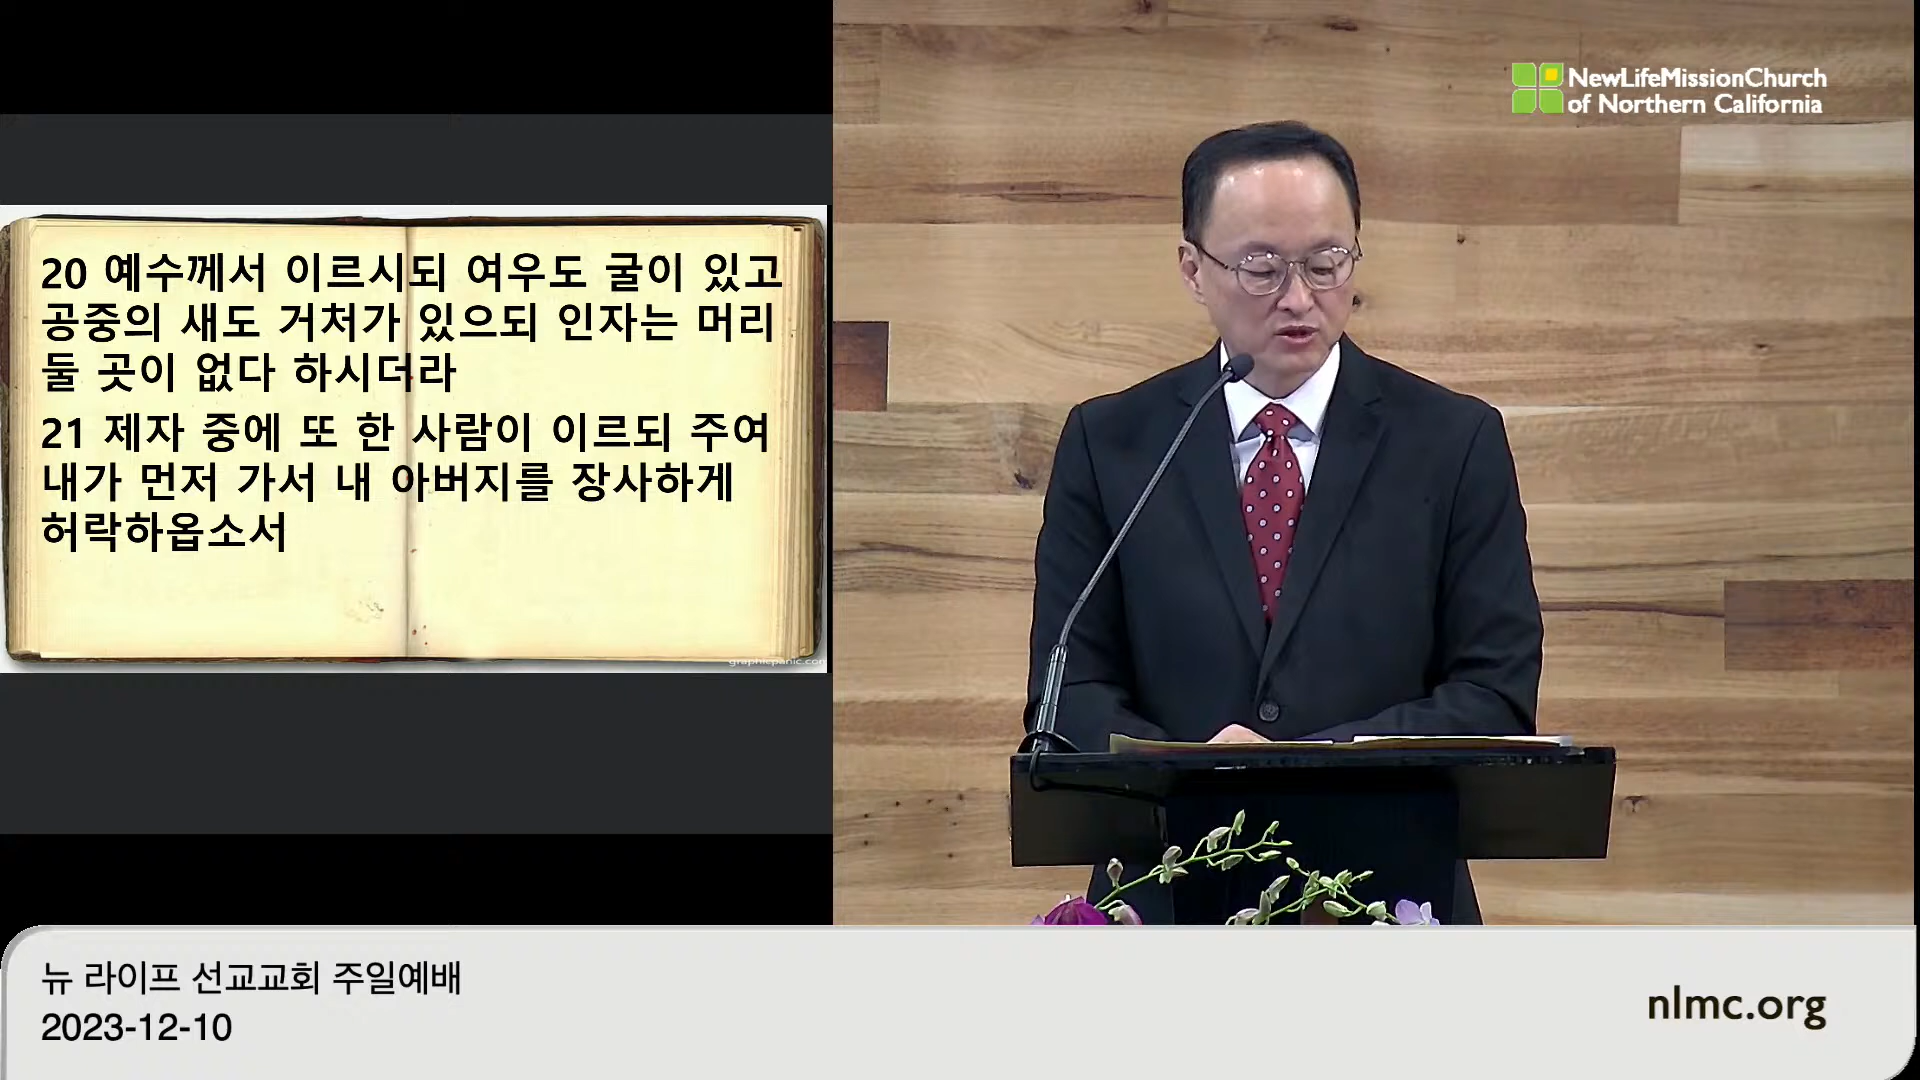 20 예수께서 이르시되 여우도 굴이 있고
공중의 새도 거처가 있으되 인자는 머리
둘 곳이 없다 하시더라
21 제자 중에 또 한 사람이 이르되 주여
내가 먼저 가서 내 아버지를 장사하게
허락하옵소서
graphicpanic.com
NewLifeMissionChurch
of Northern California
뉴 라이프 선교교회 주일예배
2023-12-10
nlmc.org